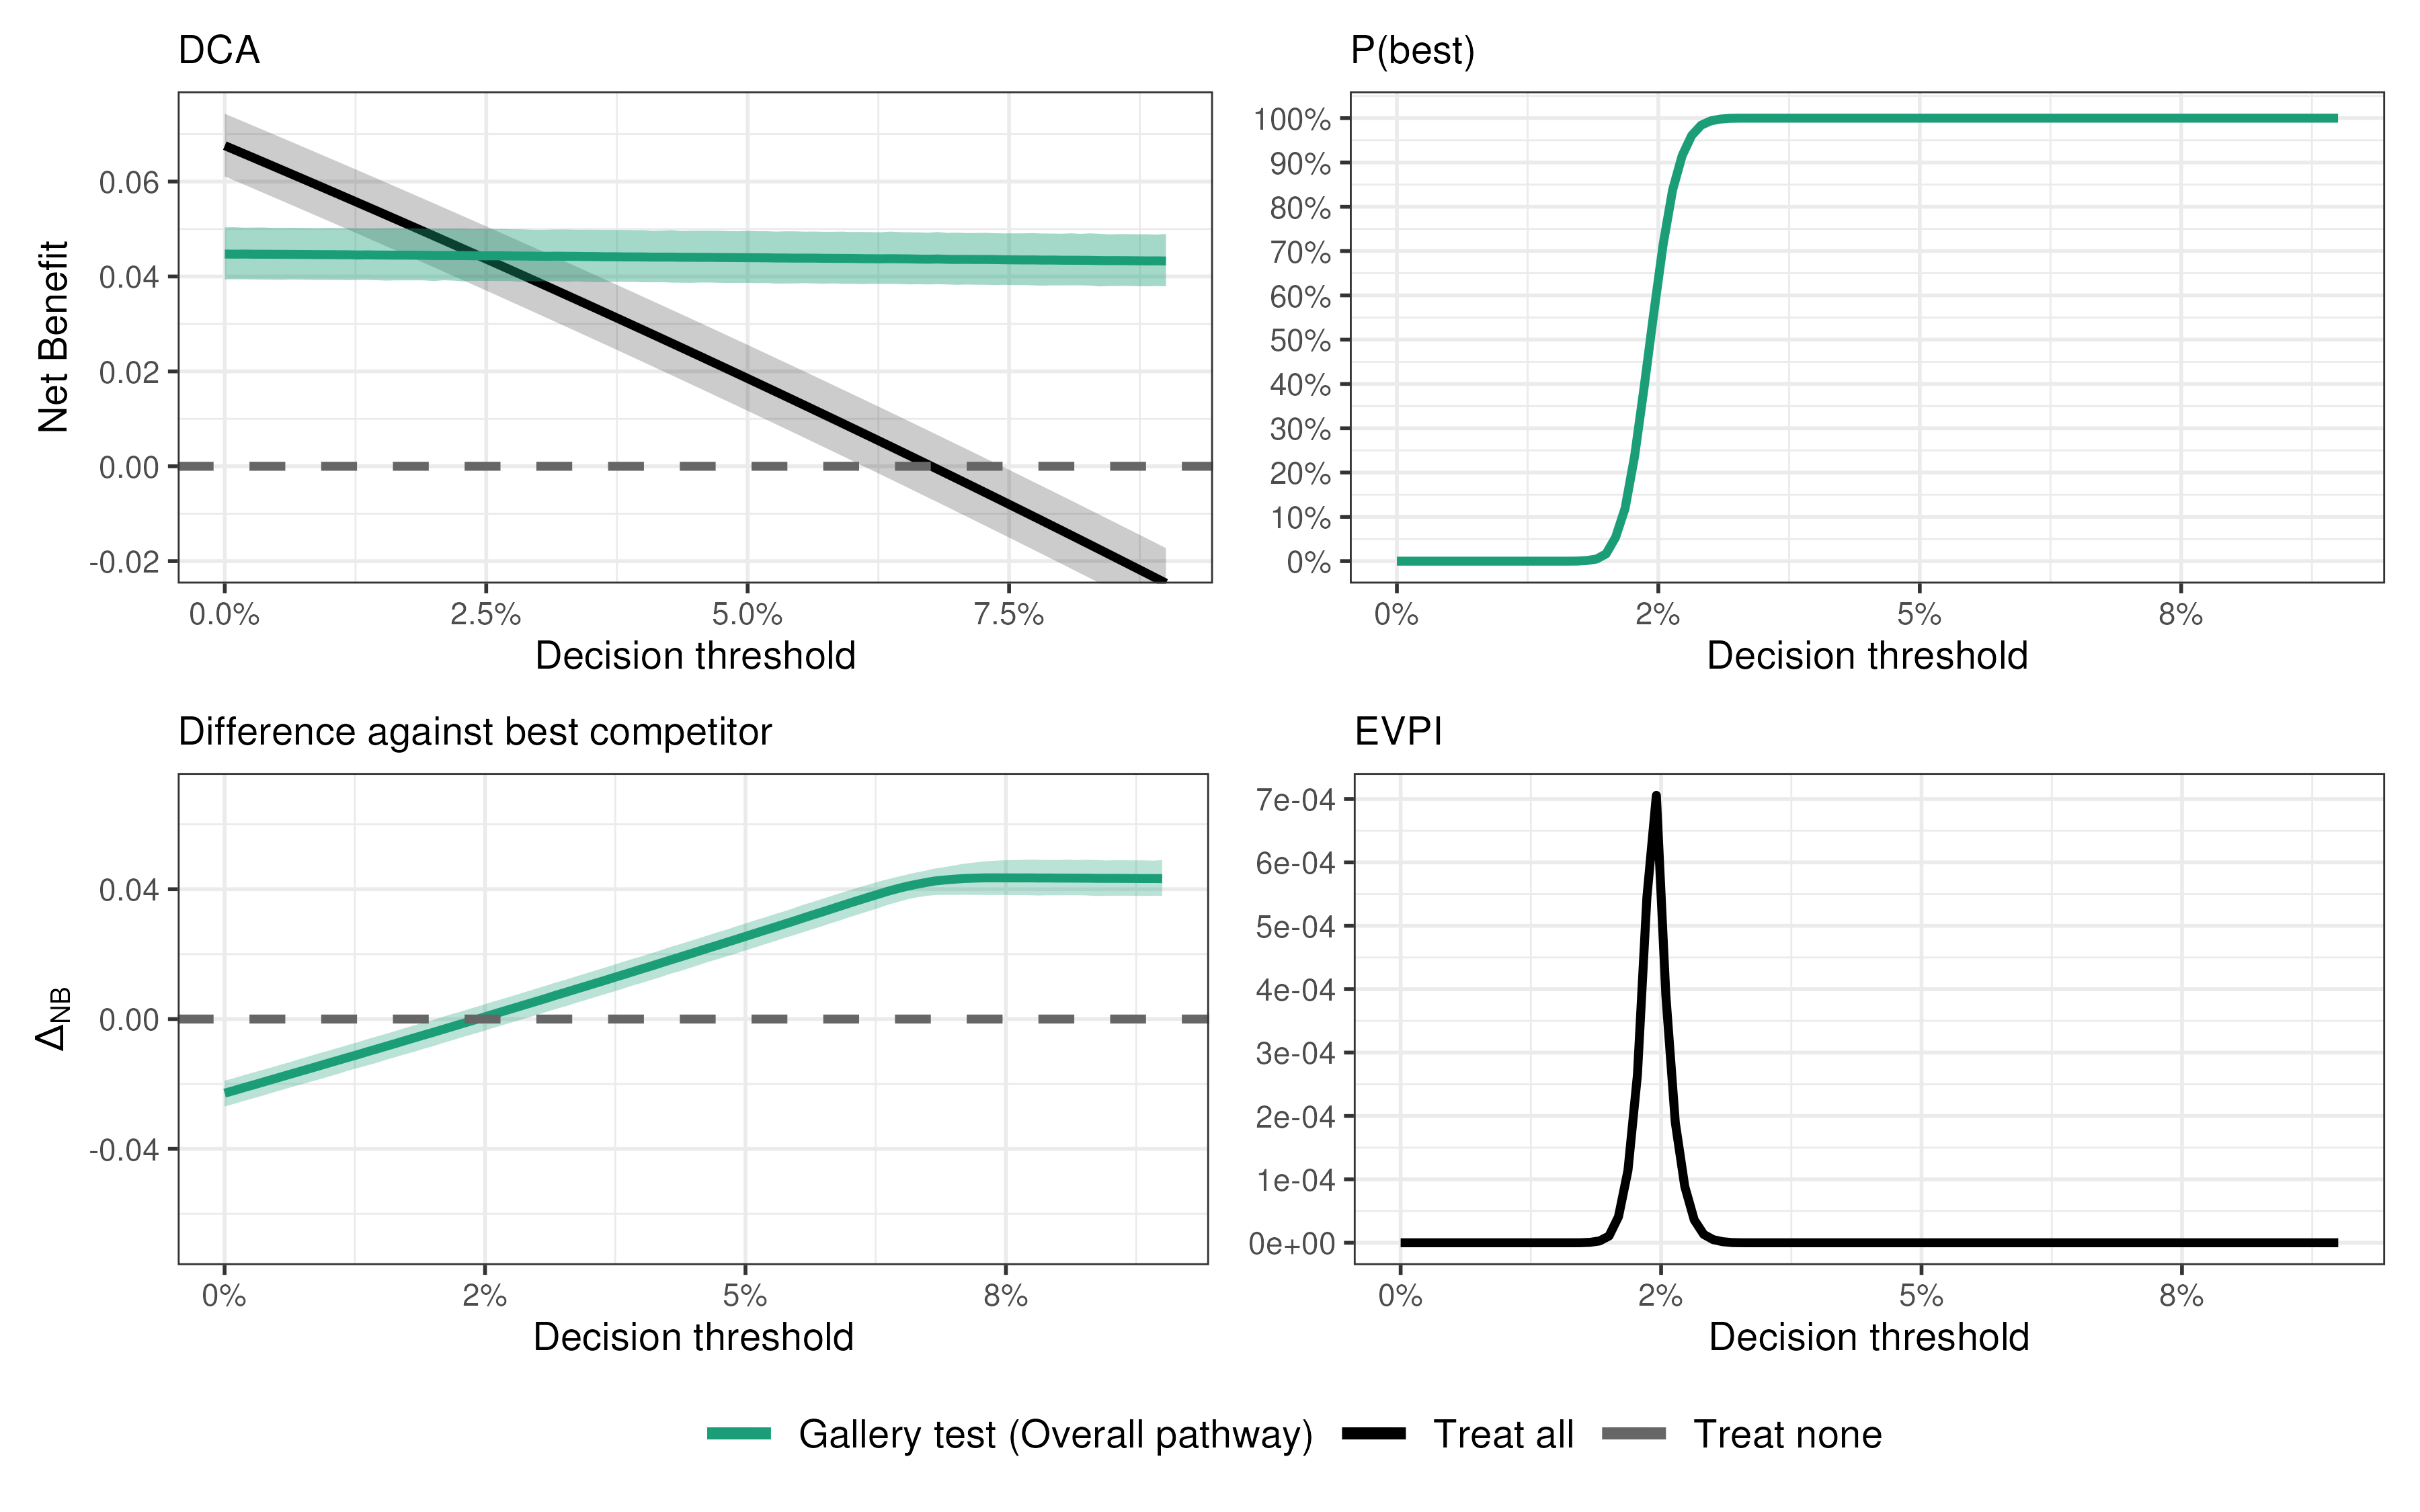 DCA
Net Benefit
0.06
0.04
0.02
0.00
-0.02
0.0% 2.5% 5.0% 7.5%
Decision threshold
P(best)
100%
90%
80%
70%
60%
50%
40%
30%
20%
10%
0%
0% 2% 5% 8%
Decision threshold
Difference against best competitor
ΔNB
0.04
0.00
-0.04
0% 2% 5% 8%
Decision threshold
EVPI
7e-04
6e-04
5e-04
4e-04
3e-04
2e-04
1e-04
0e+00
0% 2% 5% 8%
Decision threshold
Gallery test (Overall pathway) Treat all Treat none